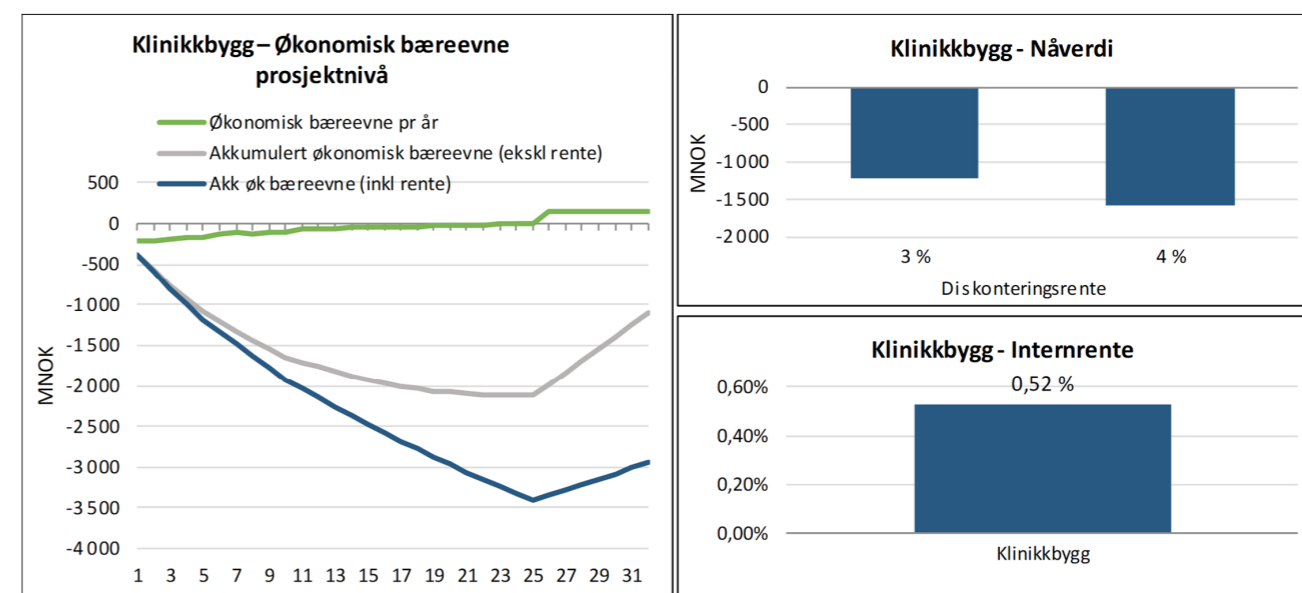 Klinikkbygg – Økonomisk bæreevne
prosjektnivå
Økonomisk bæreevne pr år
Akkumulert økonomisk bæreevne (ekskl rente)
Akk øk bæreevne (inkl rente)
500
0
-500
-1 000
-1 500
-2 000
-2 500
-3 000
-3 500
-4 000
MNOK
1 3 5 7 9 11 13 15 17 19 21 23 25 27 29 31
Klinikkbygg - Nåverdi
0
-500
-1 000
-1 500
-2 000
MNOK
3 % 4 %
Diskonteringsrente
Klinikkbygg - Internrente
0,52 %
0,60%
0,40%
0,20%
0,00%
Klinikkbygg